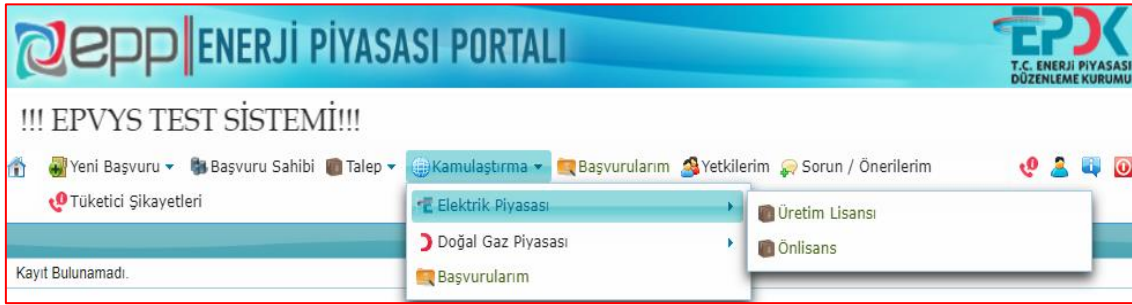 epp ENERJİ PİYASASI PORTALI
EPDK
T.C. ENERJİ PİYASASI
DÜZENLEME KURUMU
!!! EPVYS TEST SİSTEMİ!!!
Yeni Başvuru Başvuru Sahibi Talep Kamulaştırma Başvurularım Yetkilerim Sorun / Önerilerim
Tüketici Şikayetleri
Elektrik Piyasası
Üretim Lisansı
Doğal Gaz Piyasası
Önlisans
Kayıt Bulunamadı.
Başvurularım